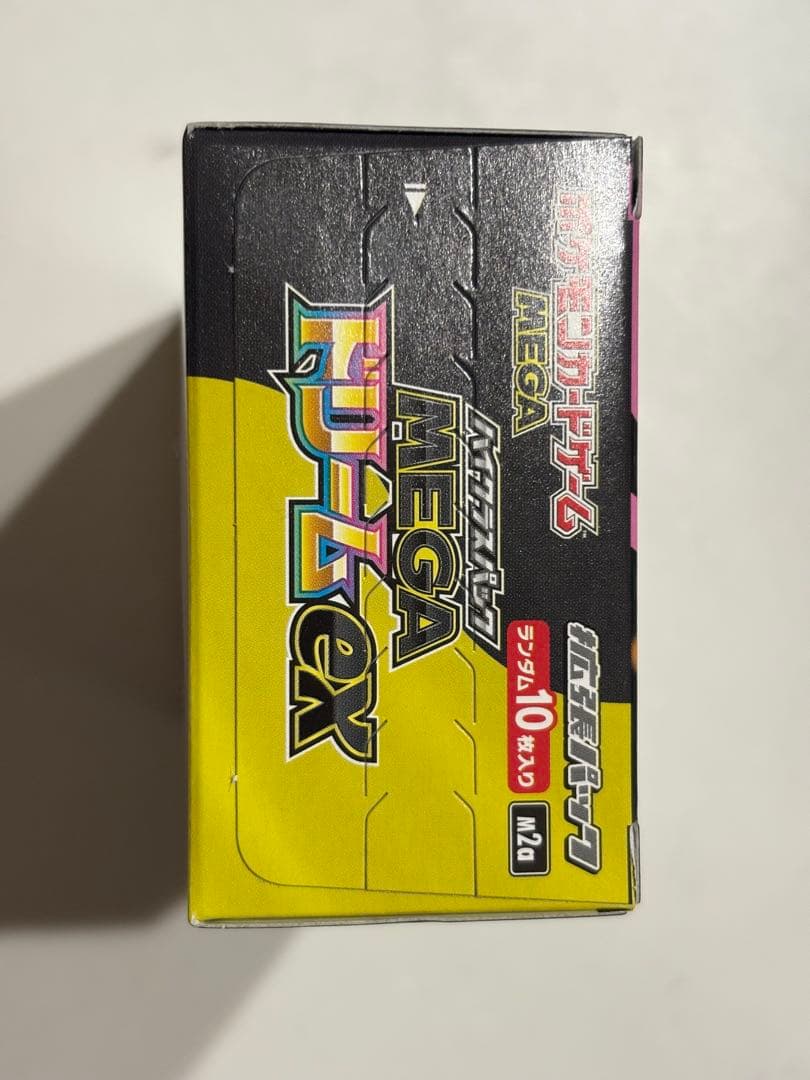 ポケモンカードゲーム™
MEGA
拡張パック
ランダム10枚入り
M2a
ハイクラスパック
MEGA
ドリームex